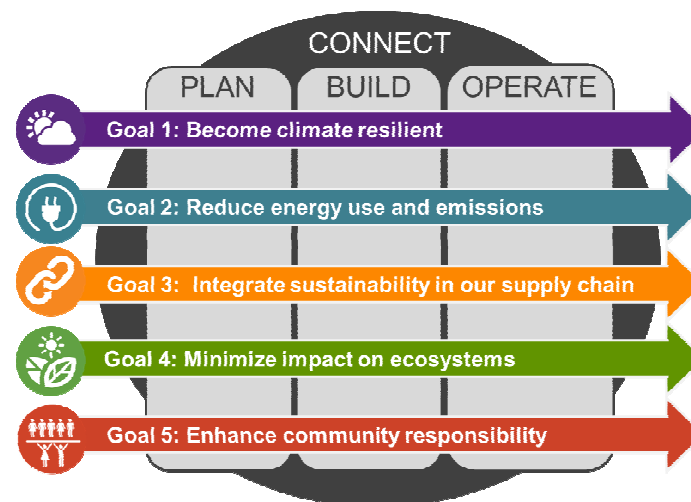 CONNECT
PLAN BUILD OPERATE
Goal 1: Become climate resilient
Goal 2: Reduce energy use and emissions
Goal 3: Integrate sustainability in our supply chain
Goal 4: Minimize impact on ecosystems
Goal 5: Enhance community responsibility